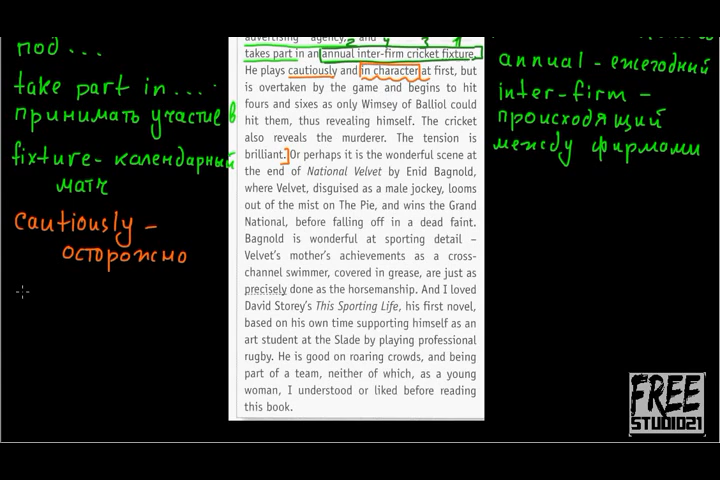 под ...
take part in ....
принимать участие в
fixture - календарный
матч
cautiously -
осторожно
advertising agency, and
takes part in an annual inter-firm cricket fixture.
2 4 3 1
He plays cautiously and in character at first, but
is overtaken by the game and begins to hit
fours and sixes as only Wimsey of Balliol could
hit them, thus revealing himself. The cricket
also reveals the murderer. The tension is
brilliant.] Or perhaps it is the wonderful scene at
the end of National Velvet by Enid Bagnold,
where Velvet, disguised as a male jockey, looms
out of the mist on The Pie, and wins the Grand
National, before falling off in a dead faint.
Bagnold is wonderful at sporting detail –
Velvet's mother's achievements as a cross-
channel swimmer, covered in grease, are just as
precisely done as the horsemanship. And I loved
David Storey's This Sporting Life, his first novel,
based on his own time supporting himself as an
art student at the Slade by playing professional
rugby. He is good on roaring crowds, and being
part of a team, neither of which, as a young
woman, I understood or liked before reading
this book.
annual - ежегодный
inter-firm -
происходящий
между фирмами
FREE
STUDIO21